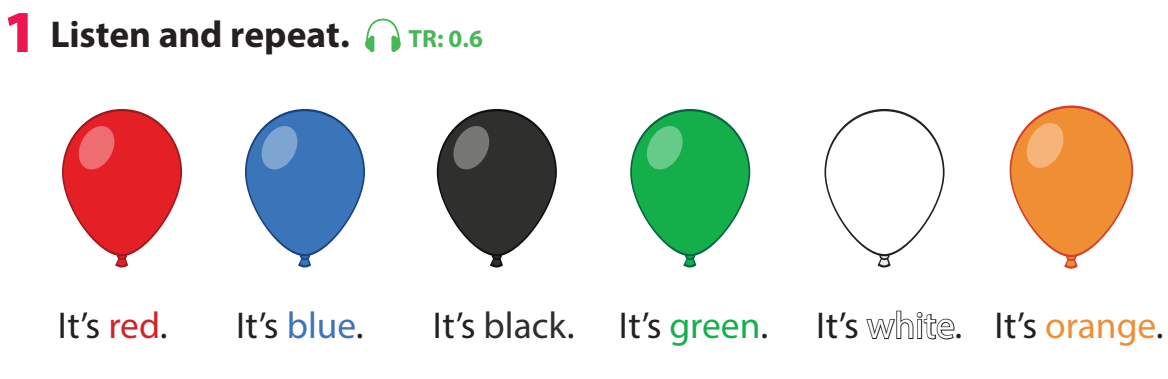 1 Listen and repeat. TR: 0.6
It's red. It's blue. It's black. It's green. It's white. It's orange.